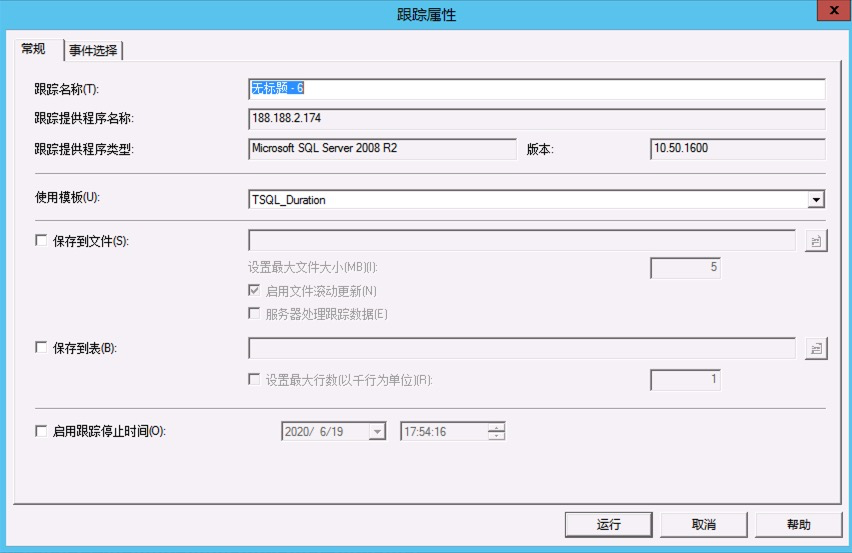 跟踪属性
x
常规
事件选择
跟踪名称(T):
无标题 - 6
跟踪提供程序名称:
188.188.2.174
跟踪提供程序类型:
Microsoft SQL Server 2008 R2
版本:
10.50.1600
使用模板(U):
TSQL_Duration
保存到文件(S):
设置最大文件大小(MB)(I):
5
启用文件滚动更新(N)
服务器处理跟踪数据(E)
保存到表(B):
设置最大行数(以千行为单位)(R):
1
启用跟踪停止时间(O):
2020/ 6/19
17:54:16
运行
取消
帮助